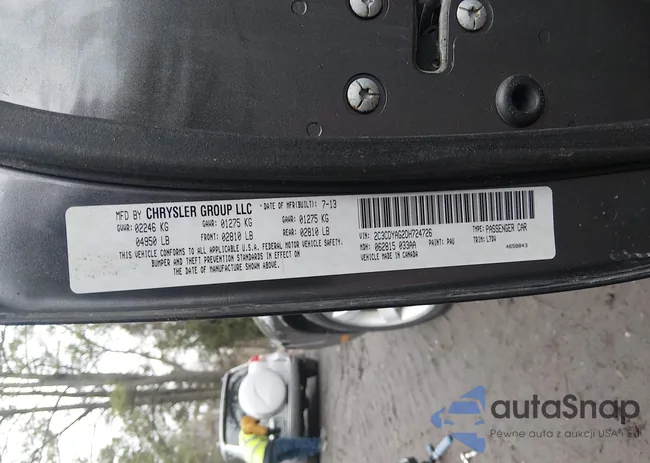 MFD BY CHRYSLER GROUP LLC DATE OF MFR(BUILT): 7-13
GVWR: 02246 KG GAWR: 01275 KG GAWR: 01275 KG
04950 LB FRONT: 02810 LB REAR: 02810 LB
THIS VEHICLE CONFORMS TO ALL APPLICABLE U.S.A. FEDERAL MOTOR VEHICLE SAFETY,
BUMPER AND THEFT PREVENTION STANDARDS IN EFFECT ON
THE DATE OF MANUFACTURE SHOWN ABOVE.
VIN: 2C3CDYAG2DH724726 TYPE: PASSENGER CAR
MDH: 062815 033AA PAINT: PAU TRIM: LTDV
VEHICLE MADE IN CANADA 4650843
autaSnap
Pewne auta z aukcji USA i EU